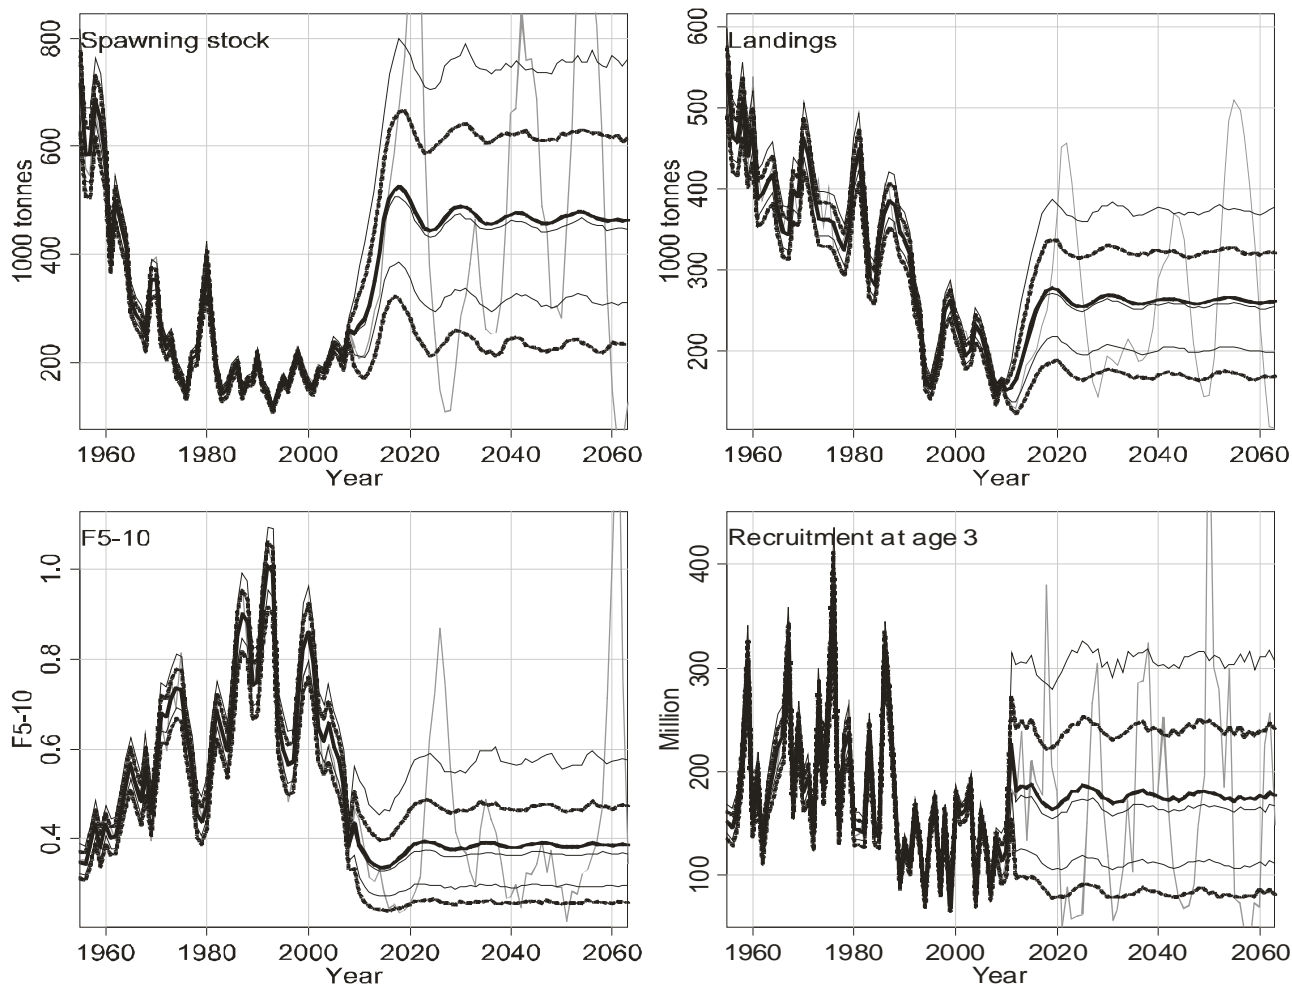 Spawning stock
1000 tonnes
800
600
400
200
1960 1980 2000 2020 2040 2060
Year
Landings
1000 tonnes
600
500
400
300
200
1960 1980 2000 2020 2040 2060
Year
F5-10
F5-10
1.0
0.8
0.6
0.4
1960 1980 2000 2020 2040 2060
Year
Recruitment at age 3
Million
400
300
200
100
1960 1980 2000 2020 2040 2060
Year